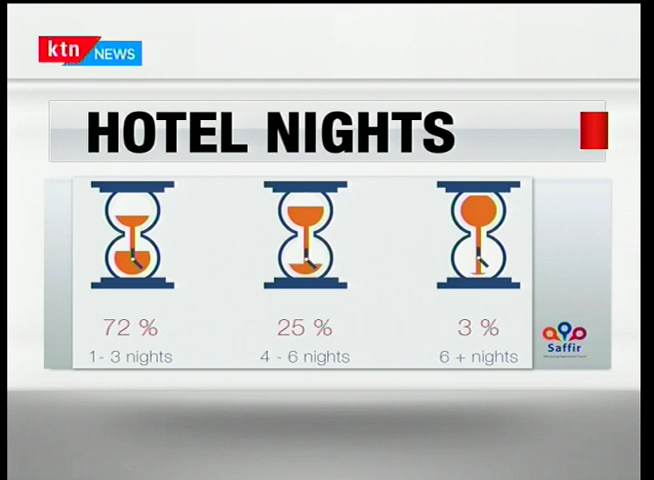 ktn NEWS
HOTEL NIGHTS
72 %
25 %
3 %
1 - 3 nights
4 - 6 nights
6 + nights
Saffir